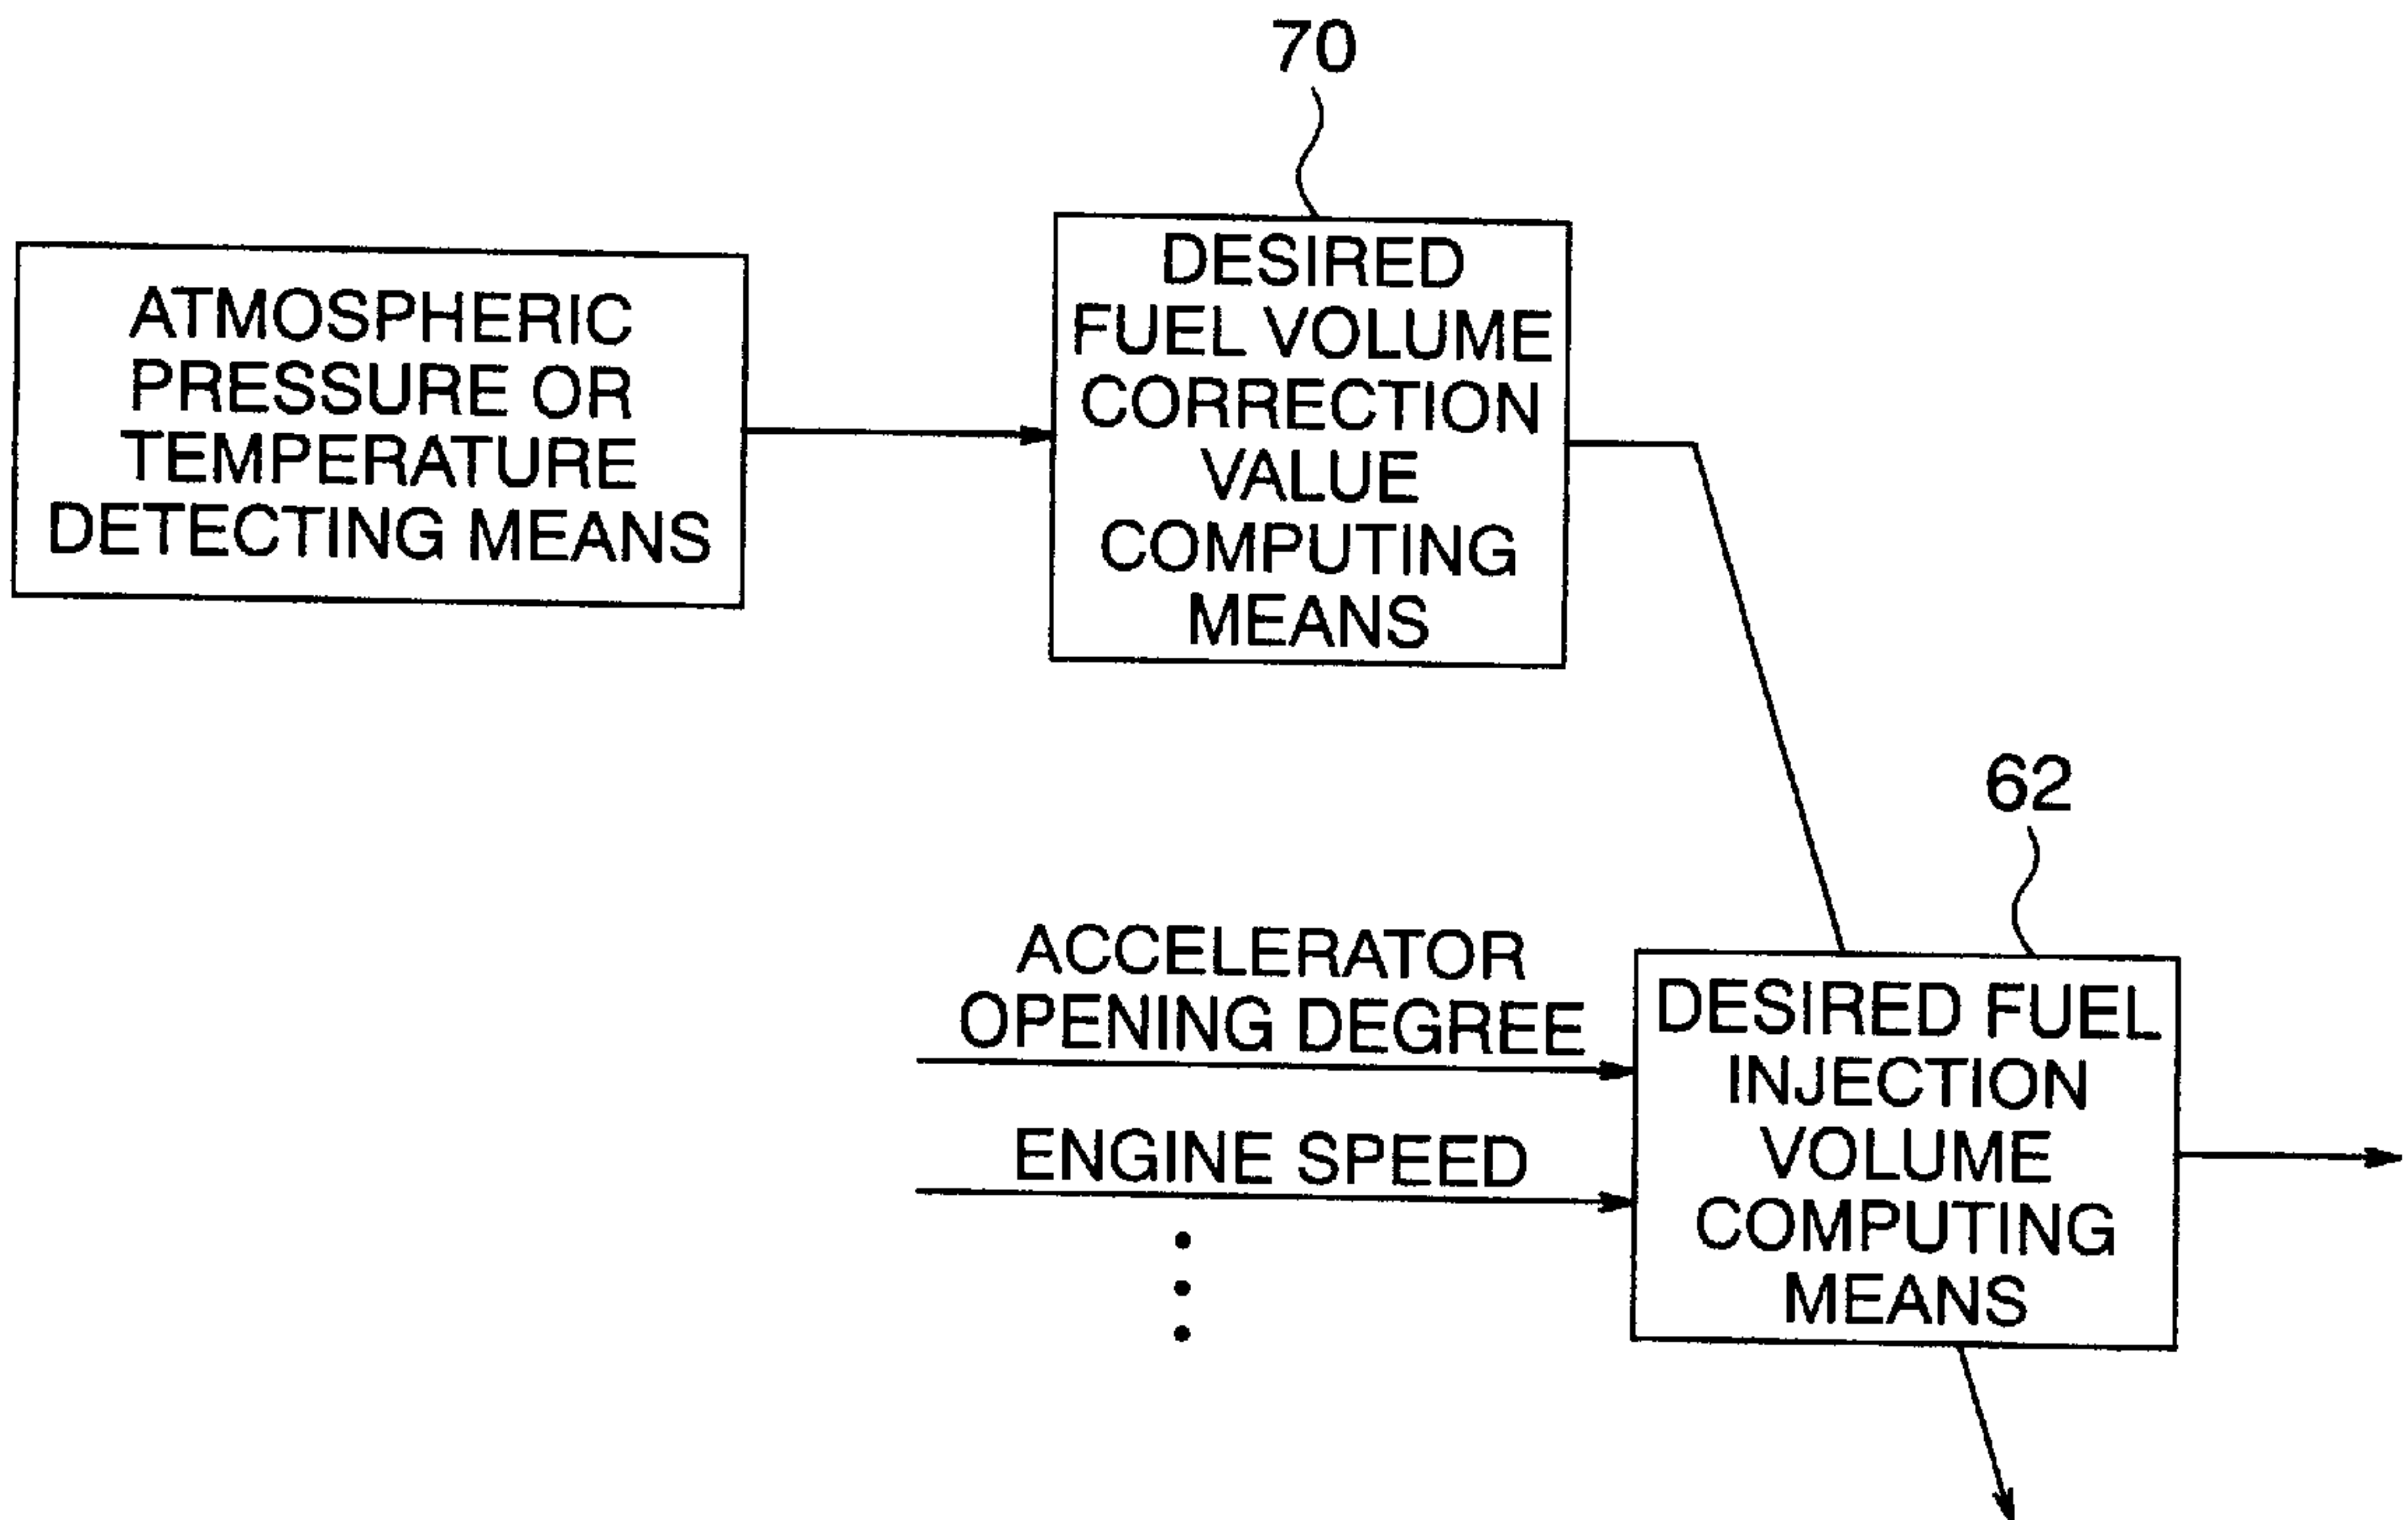 70
ATMOSPHERIC
PRESSURE OR
TEMPERATURE
DETECTING MEANS
DESIRED
FUEL VOLUME
CORRECTION
VALUE
COMPUTING
MEANS
62
ACCELERATOR
OPENING DEGREE
ENGINE SPEED
DESIRED FUEL
INJECTION
VOLUME
COMPUTING
MEANS